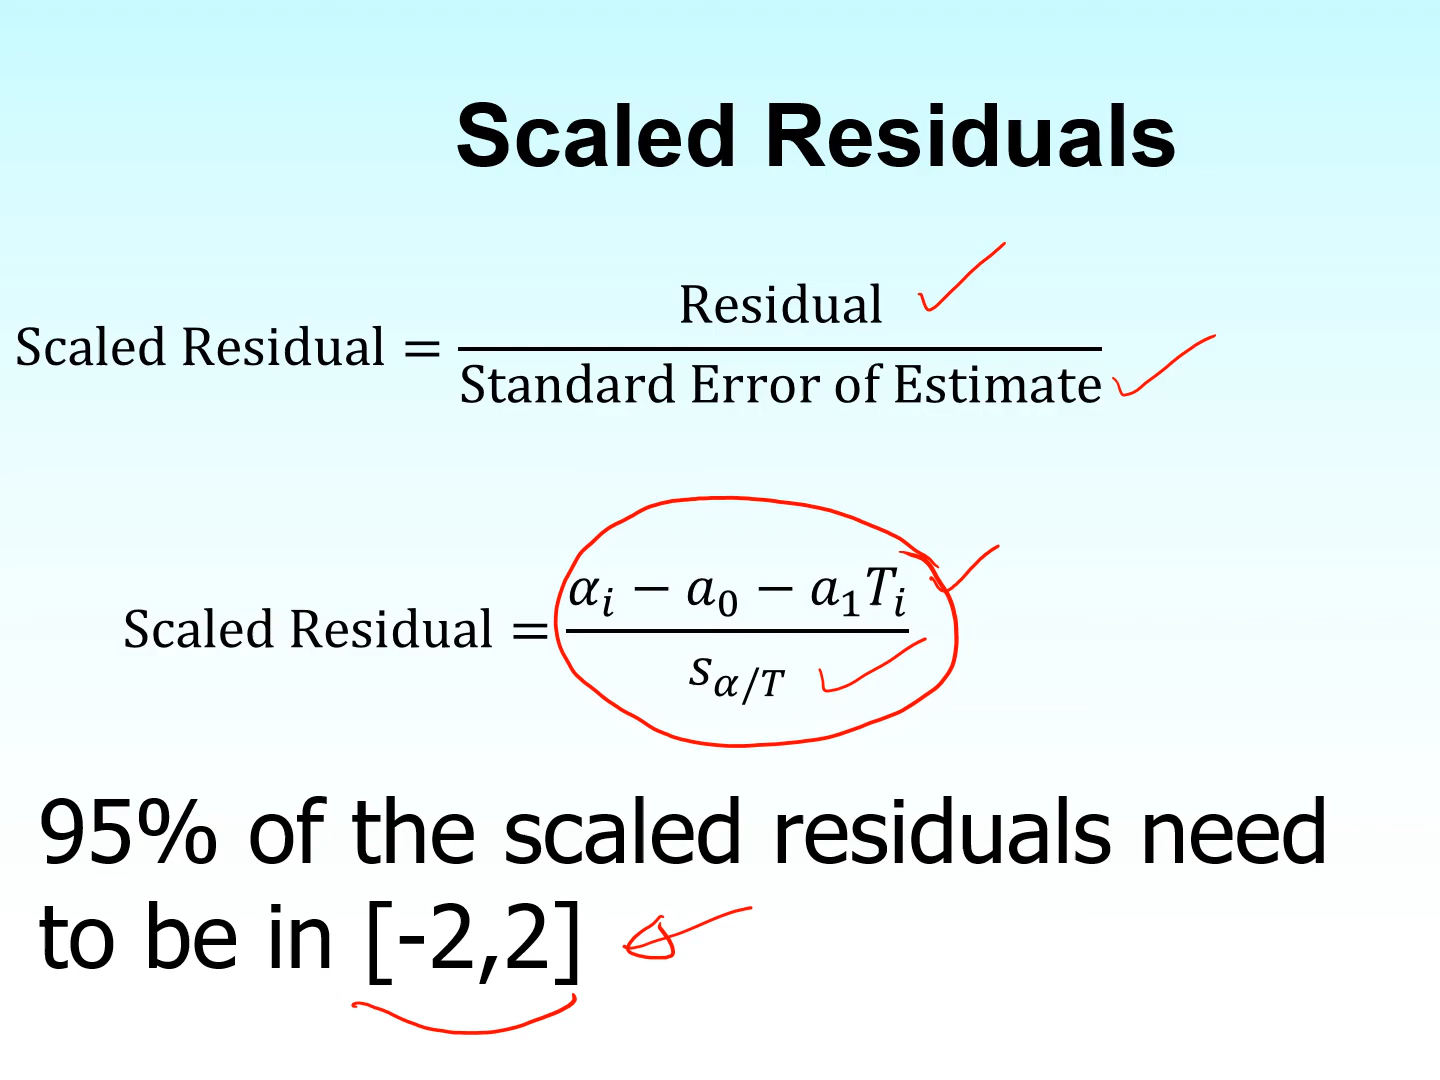 Scaled Residuals
Scaled Residual = Residual / Standard Error of Estimate
Scaled Residual = αᵢ − a₀ − a₁Tᵢ / s_α/T
95% of the scaled residuals need
to be in [-2,2]